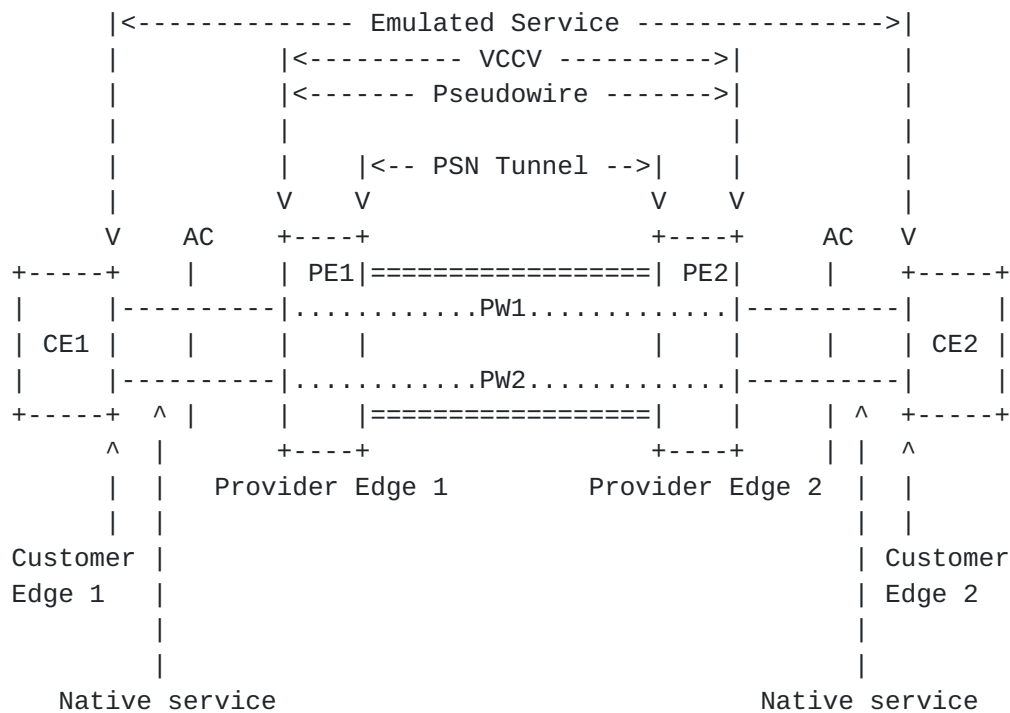 |<-------------- Emulated Service ---------------->|
|          |<---------- VCCV ---------->|          |
|          |<------- Pseudowire ------->|          |
|          |                            |          |
|          |    |<-- PSN Tunnel -->|    |          |
|          V    V                  V    V          |
V    AC     +----+                  +----+     AC   V
+-----+    |     | PE1|==================| PE2|     |    +-----+
|     |----------|............PW1.............|----------|     |
| CE1 |    |     |    |                  |    |     |    | CE2 |
|     |----------|............PW2.............|----------|     |
+-----+  ^ |     |    |==================|    |     | ^  +-----+
^  |       +----+                  +----+     | |  ^
|  |   Provider Edge 1         Provider Edge 2  |  |
|  |                                            |  |
Customer |                                            | Customer
Edge 1   |                                            | Edge 2
|                                            |
|                                            |
Native service                               Native service